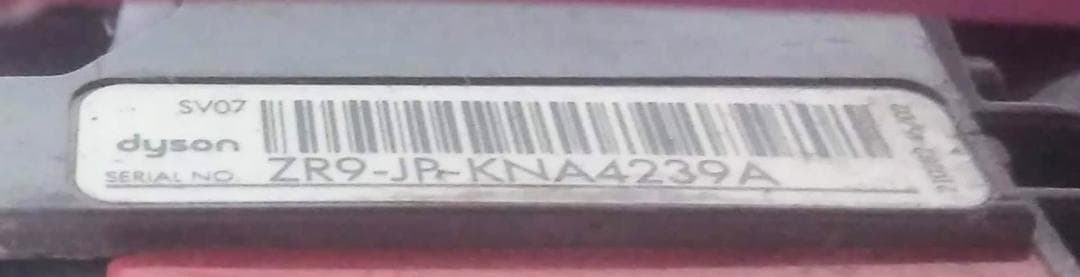 SV07
dyson
SERIAL NO. ZR9-JP-KNA4239A